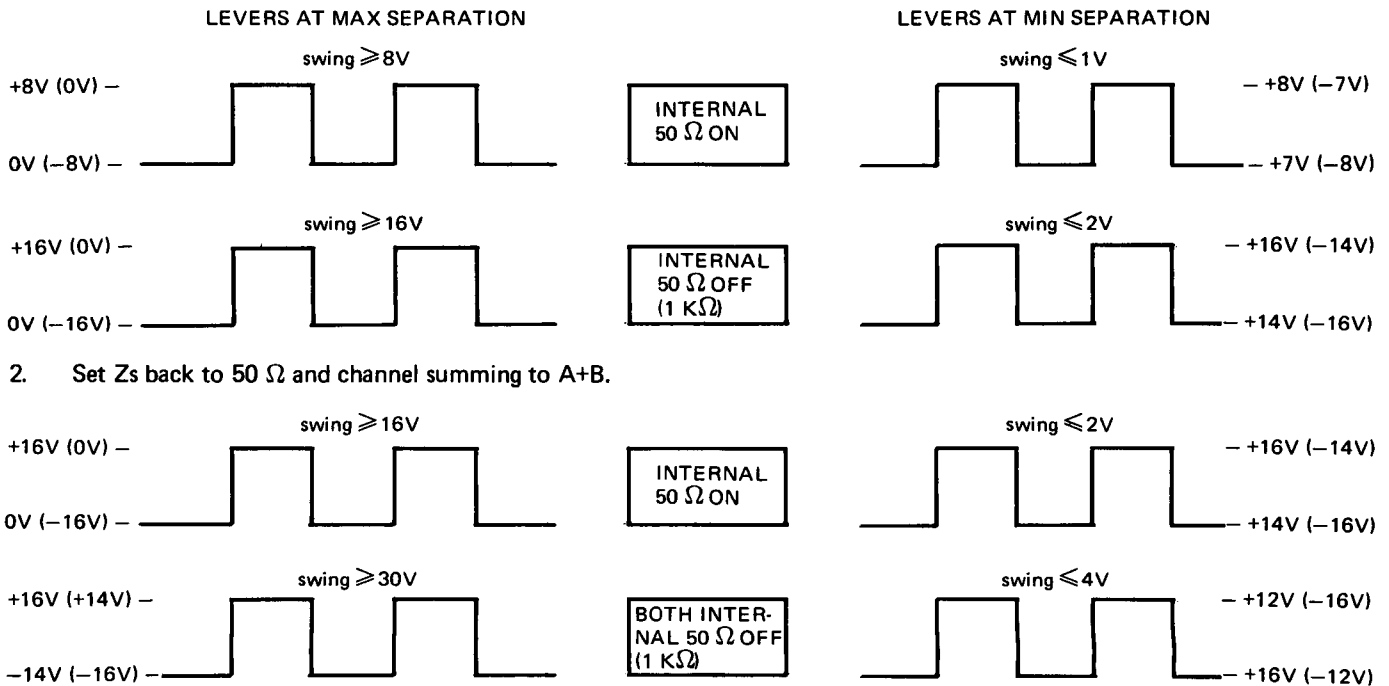 LEVERS AT MAX SEPARATION
LEVERS AT MIN SEPARATION
swing ⩾8V
swing ⩽1V
+8V (0V) –
INTERNAL
50 Ω ON
– +8V (–7V)
0V (–8V) –
– +7V (–8V)
swing ⩾16V
swing ⩽2V
+16V (0V) –
INTERNAL
50 Ω OFF
(1 KΩ)
– +16V (–14V)
0V (–16V) –
– +14V (–16V)
2. Set Zs back to 50 Ω and channel summing to A+B.
swing ⩾16V
swing ⩽2V
+16V (0V) –
INTERNAL
50 Ω ON
– +16V (–14V)
0V (–16V) –
– +14V (–16V)
swing ⩾30V
swing ⩽4V
+16V (+14V) –
BOTH INTER-
NAL 50 Ω OFF
(1 KΩ)
– +12V (–16V)
–14V (–16V) –
– +16V (–12V)